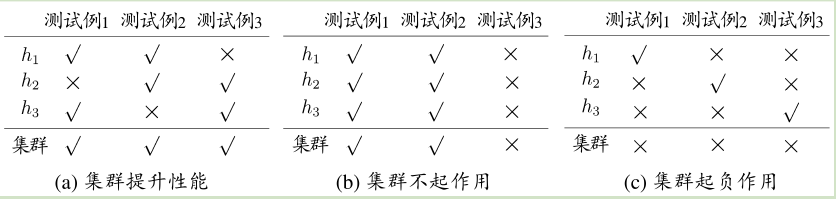 测试例1 测试例2 测试例3 测试例1 测试例2 测试例3 测试例1 测试例2 测试例3
h1 √ √ × h1 √ √ × h1 √ × ×
h2 × √ √ h2 √ √ × h2 × √ ×
h3 √ × √ h3 √ √ × h3 × × √
集群 √ √ √ 集群 √ √ × 集群 × × ×
(a) 集群提升性能 (b) 集群不起作用 (c) 集群起负作用